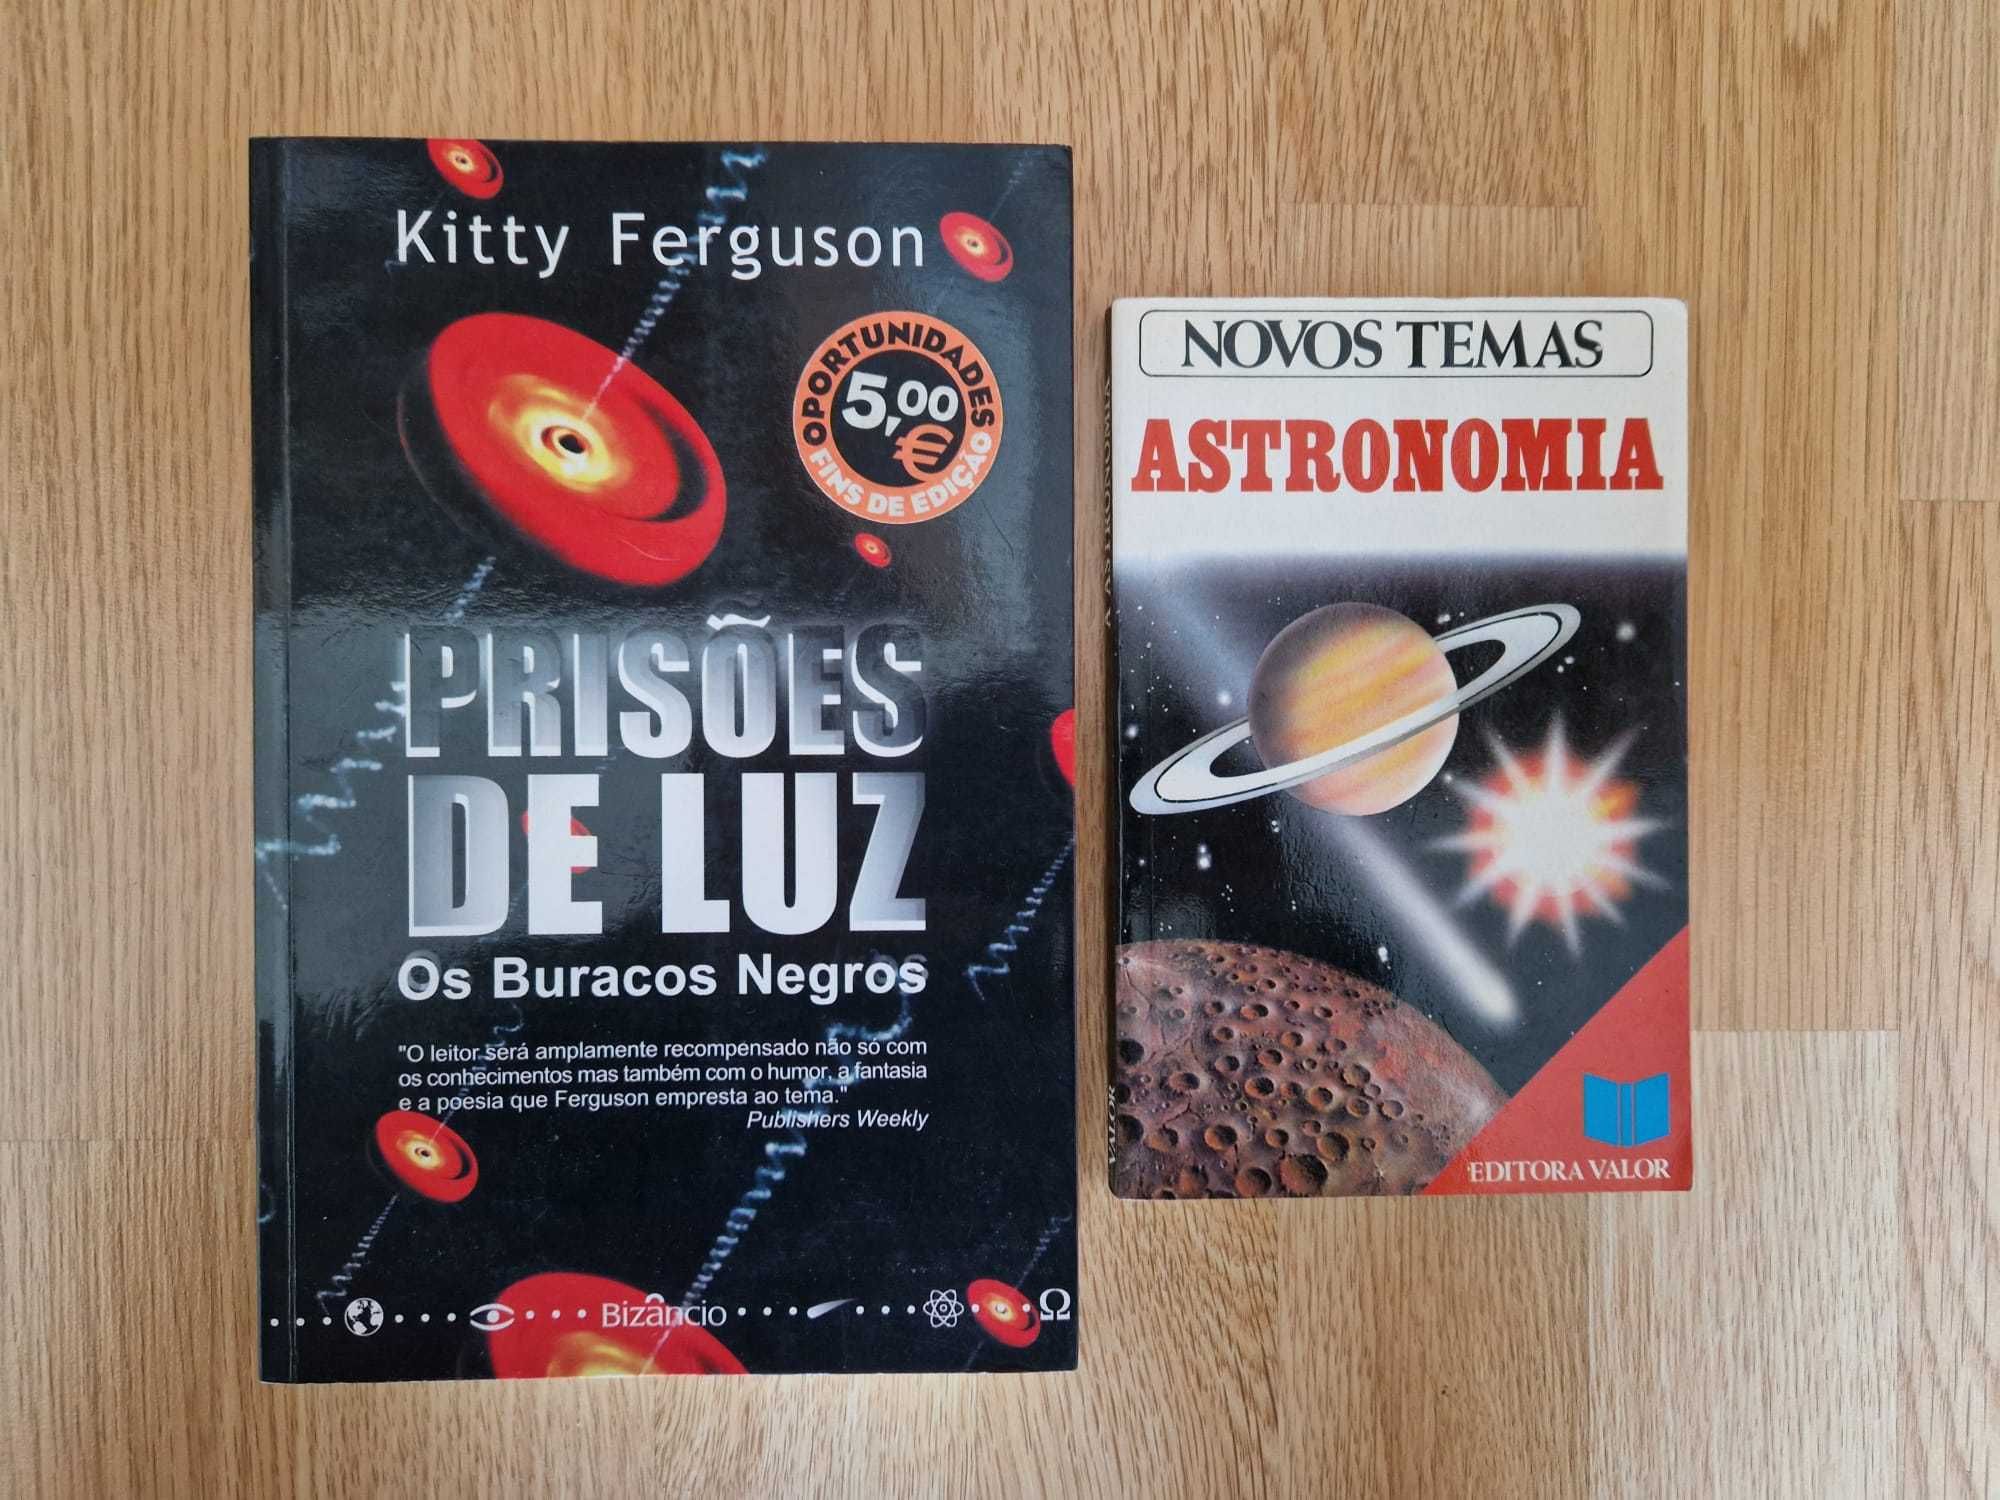 Kitty Ferguson
OPORTUNIDADES
5,00
€
FINS DE EDIÇÃO
PRISÕES
DE LUZ
Os Buracos Negros
"O leitor será amplamente recompensado não só com
os conhecimentos mas também com o humor, a fantasia
e a poesia que Ferguson empresta ao tema."
Publishers Weekly
Bizâncio
Ω
NOVOS TEMAS
ASTRONOMIA
A ASTRONOMIA
VALOR
EDITORA VALOR